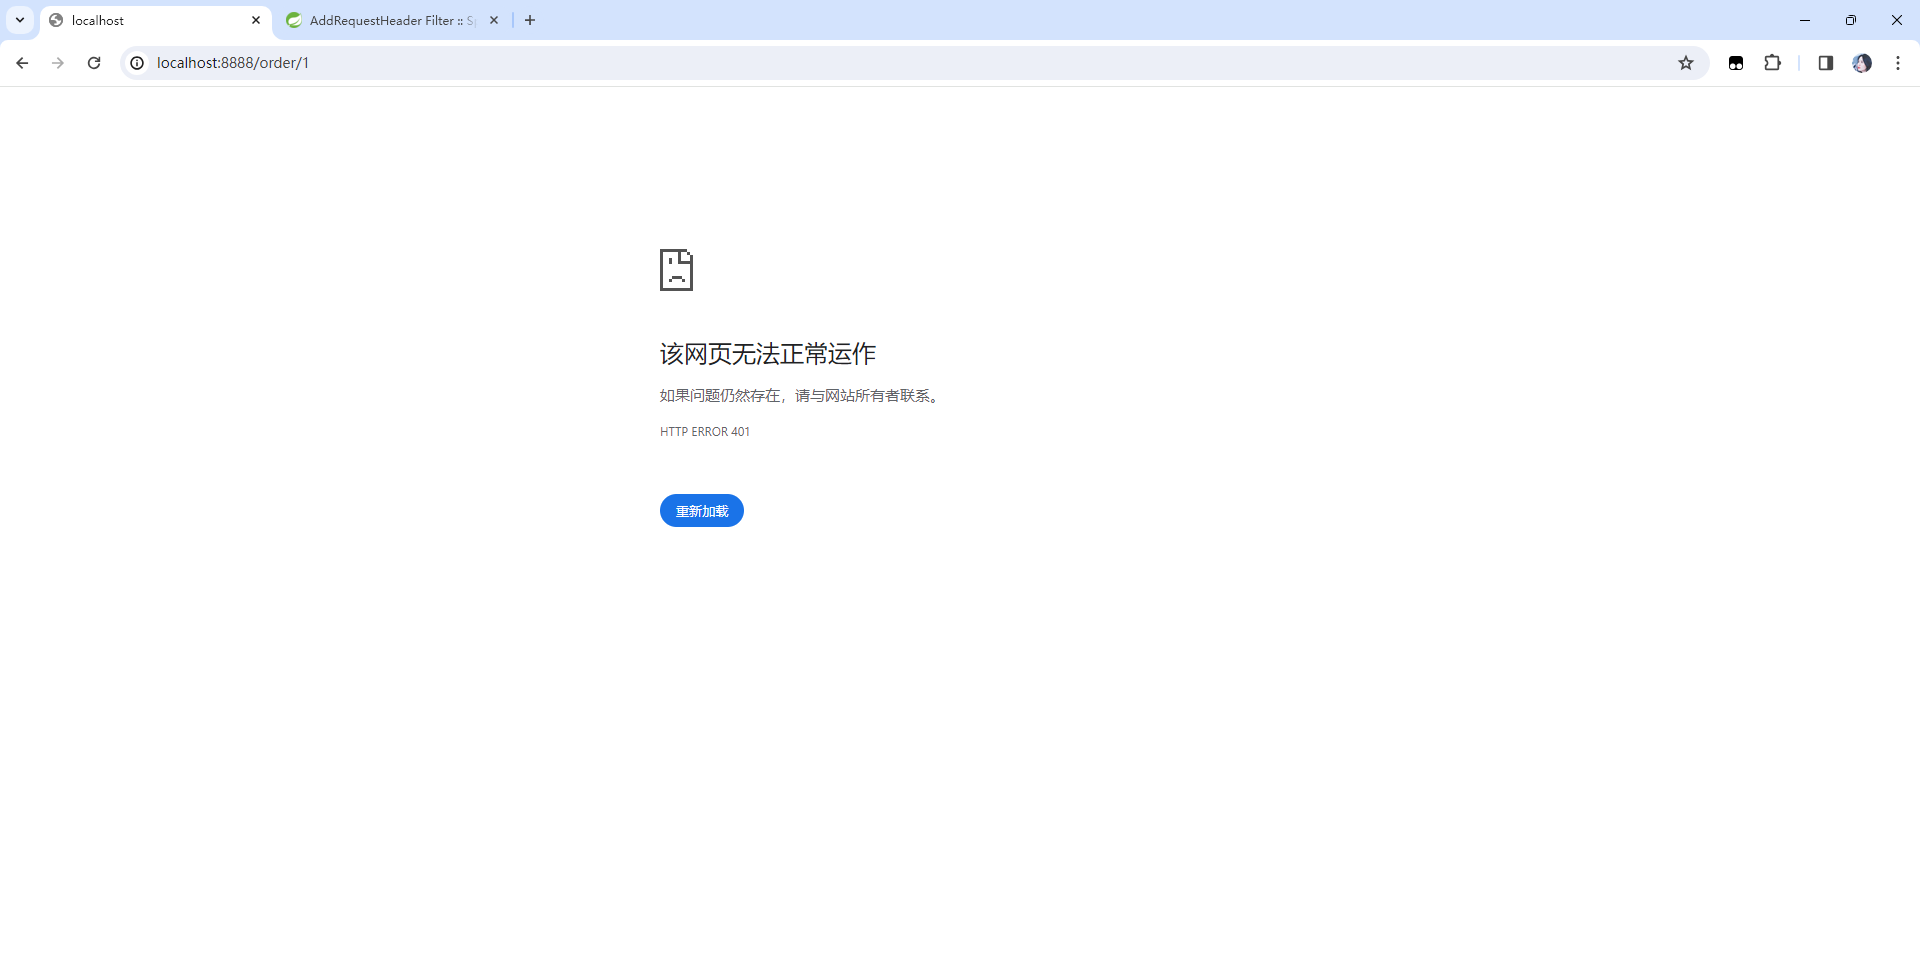 localhost
AddRequestHeader Filter :: S
localhost:8888/order/1
该网页无法正常运作
如果问题仍然存在，请与网站所有者联系。
HTTP ERROR 401
重新加载